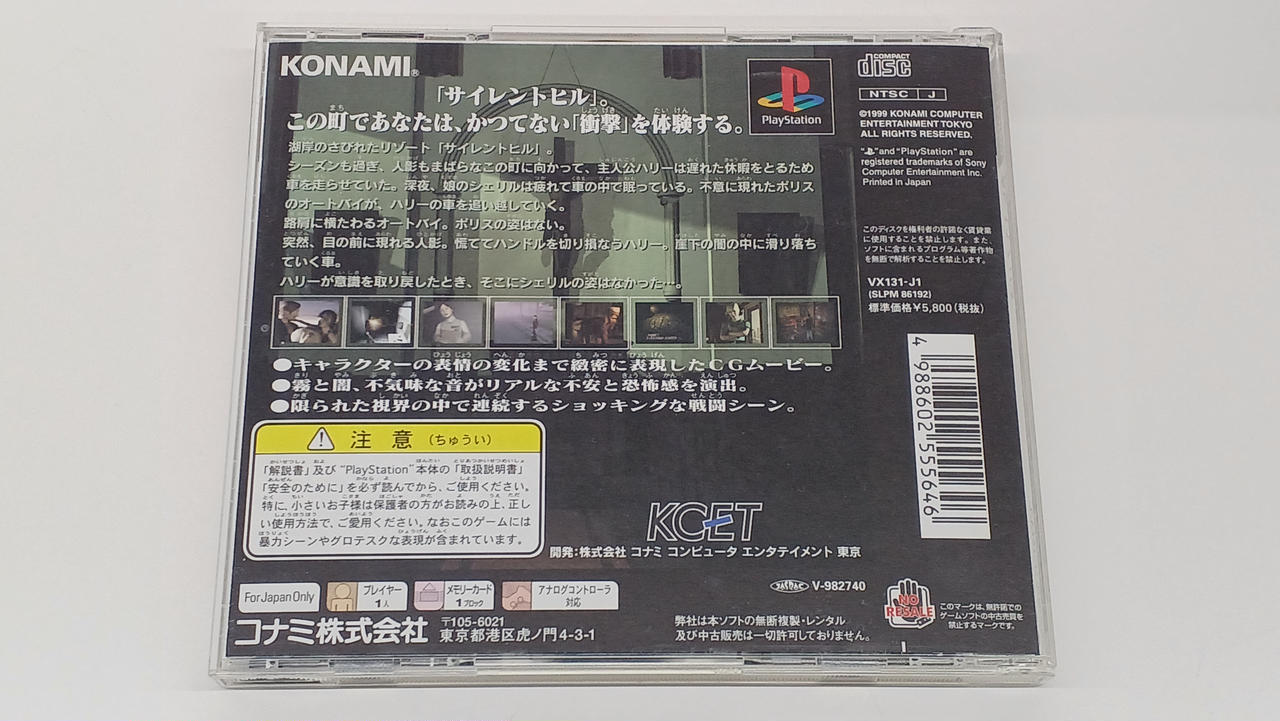 KONAMI®
「サイレントヒル」。
この町であなたは、かつてない「衝撃」を体験する。
湖岸のさびれたリゾート「サイレントヒル」。
シーズンも過ぎ、人影もまばらなこの町に向かって、主人公ハリーは遅れた休暇をとるため
車を走らせていた。深夜、娘のシェリルは疲れて車の中で眠っている。不意に現れたポリス
のオートバイが、ハリーの車を追い越していく。
路肩に横たわるオートバイ。ポリスの姿はない。
突然、目の前に現れる人影。慌ててハンドルを切り損なうハリー。崖下の闇の中に滑り落ち
ていく車。
ハリーが意識を取り戻したとき、そこにシェリルの姿はなかった…。
●キャラクターの表情の変化まで緻密に表現したCGムービー。
●霧と闇、不気味な音がリアルな不安と恐怖感を演出。
●限られた視界の中で連続するショッキングな戦闘シーン。
注意(ちゅうい)
「解説書」及び“PlayStation”本体の「取扱説明書」
「安全のために」を必ず読んでから、ご使用ください。
特に、小さいお子様は保護者の方がお読みの上、正し
い使用方法で、ご愛用ください。なおこのゲームには
暴力シーンやグロテスクな表現が含まれています。
PlayStation
COMPACT
disc
NTSC J
©1999 KONAMI COMPUTER
ENTERTAINMENT TOKYO
ALL RIGHTS RESERVED.
“ ”and “PlayStation” are
registered trademarks of Sony
Computer Entertainment Inc.
Printed in Japan
このディスクを権利者の許諾なく賃貸業
に使用することを禁止します。また、
ソフトに含まれるプログラム等著作物
を無断で解析することを禁止します。
VX131-J1
(SLPM 86192)
標準価格¥5,800(税抜)
4 988602 555646
KCET
開発:株式会社 コナミ コンピュータ エンタテイメント 東京
For Japan Only
プレイヤー
1人
メモリーカード
1ブロック
アナログコントローラ
対応
V-982740
NO
RESALE
このマークは、無許諾での
ゲームソフトの中古売買を
禁止するマークです。
コナミ株式会社
〒105-6021
東京都港区虎ノ門4-3-1
弊社は本ソフトの無断複製・レンタル
及び中古販売は一切許可しておりません。